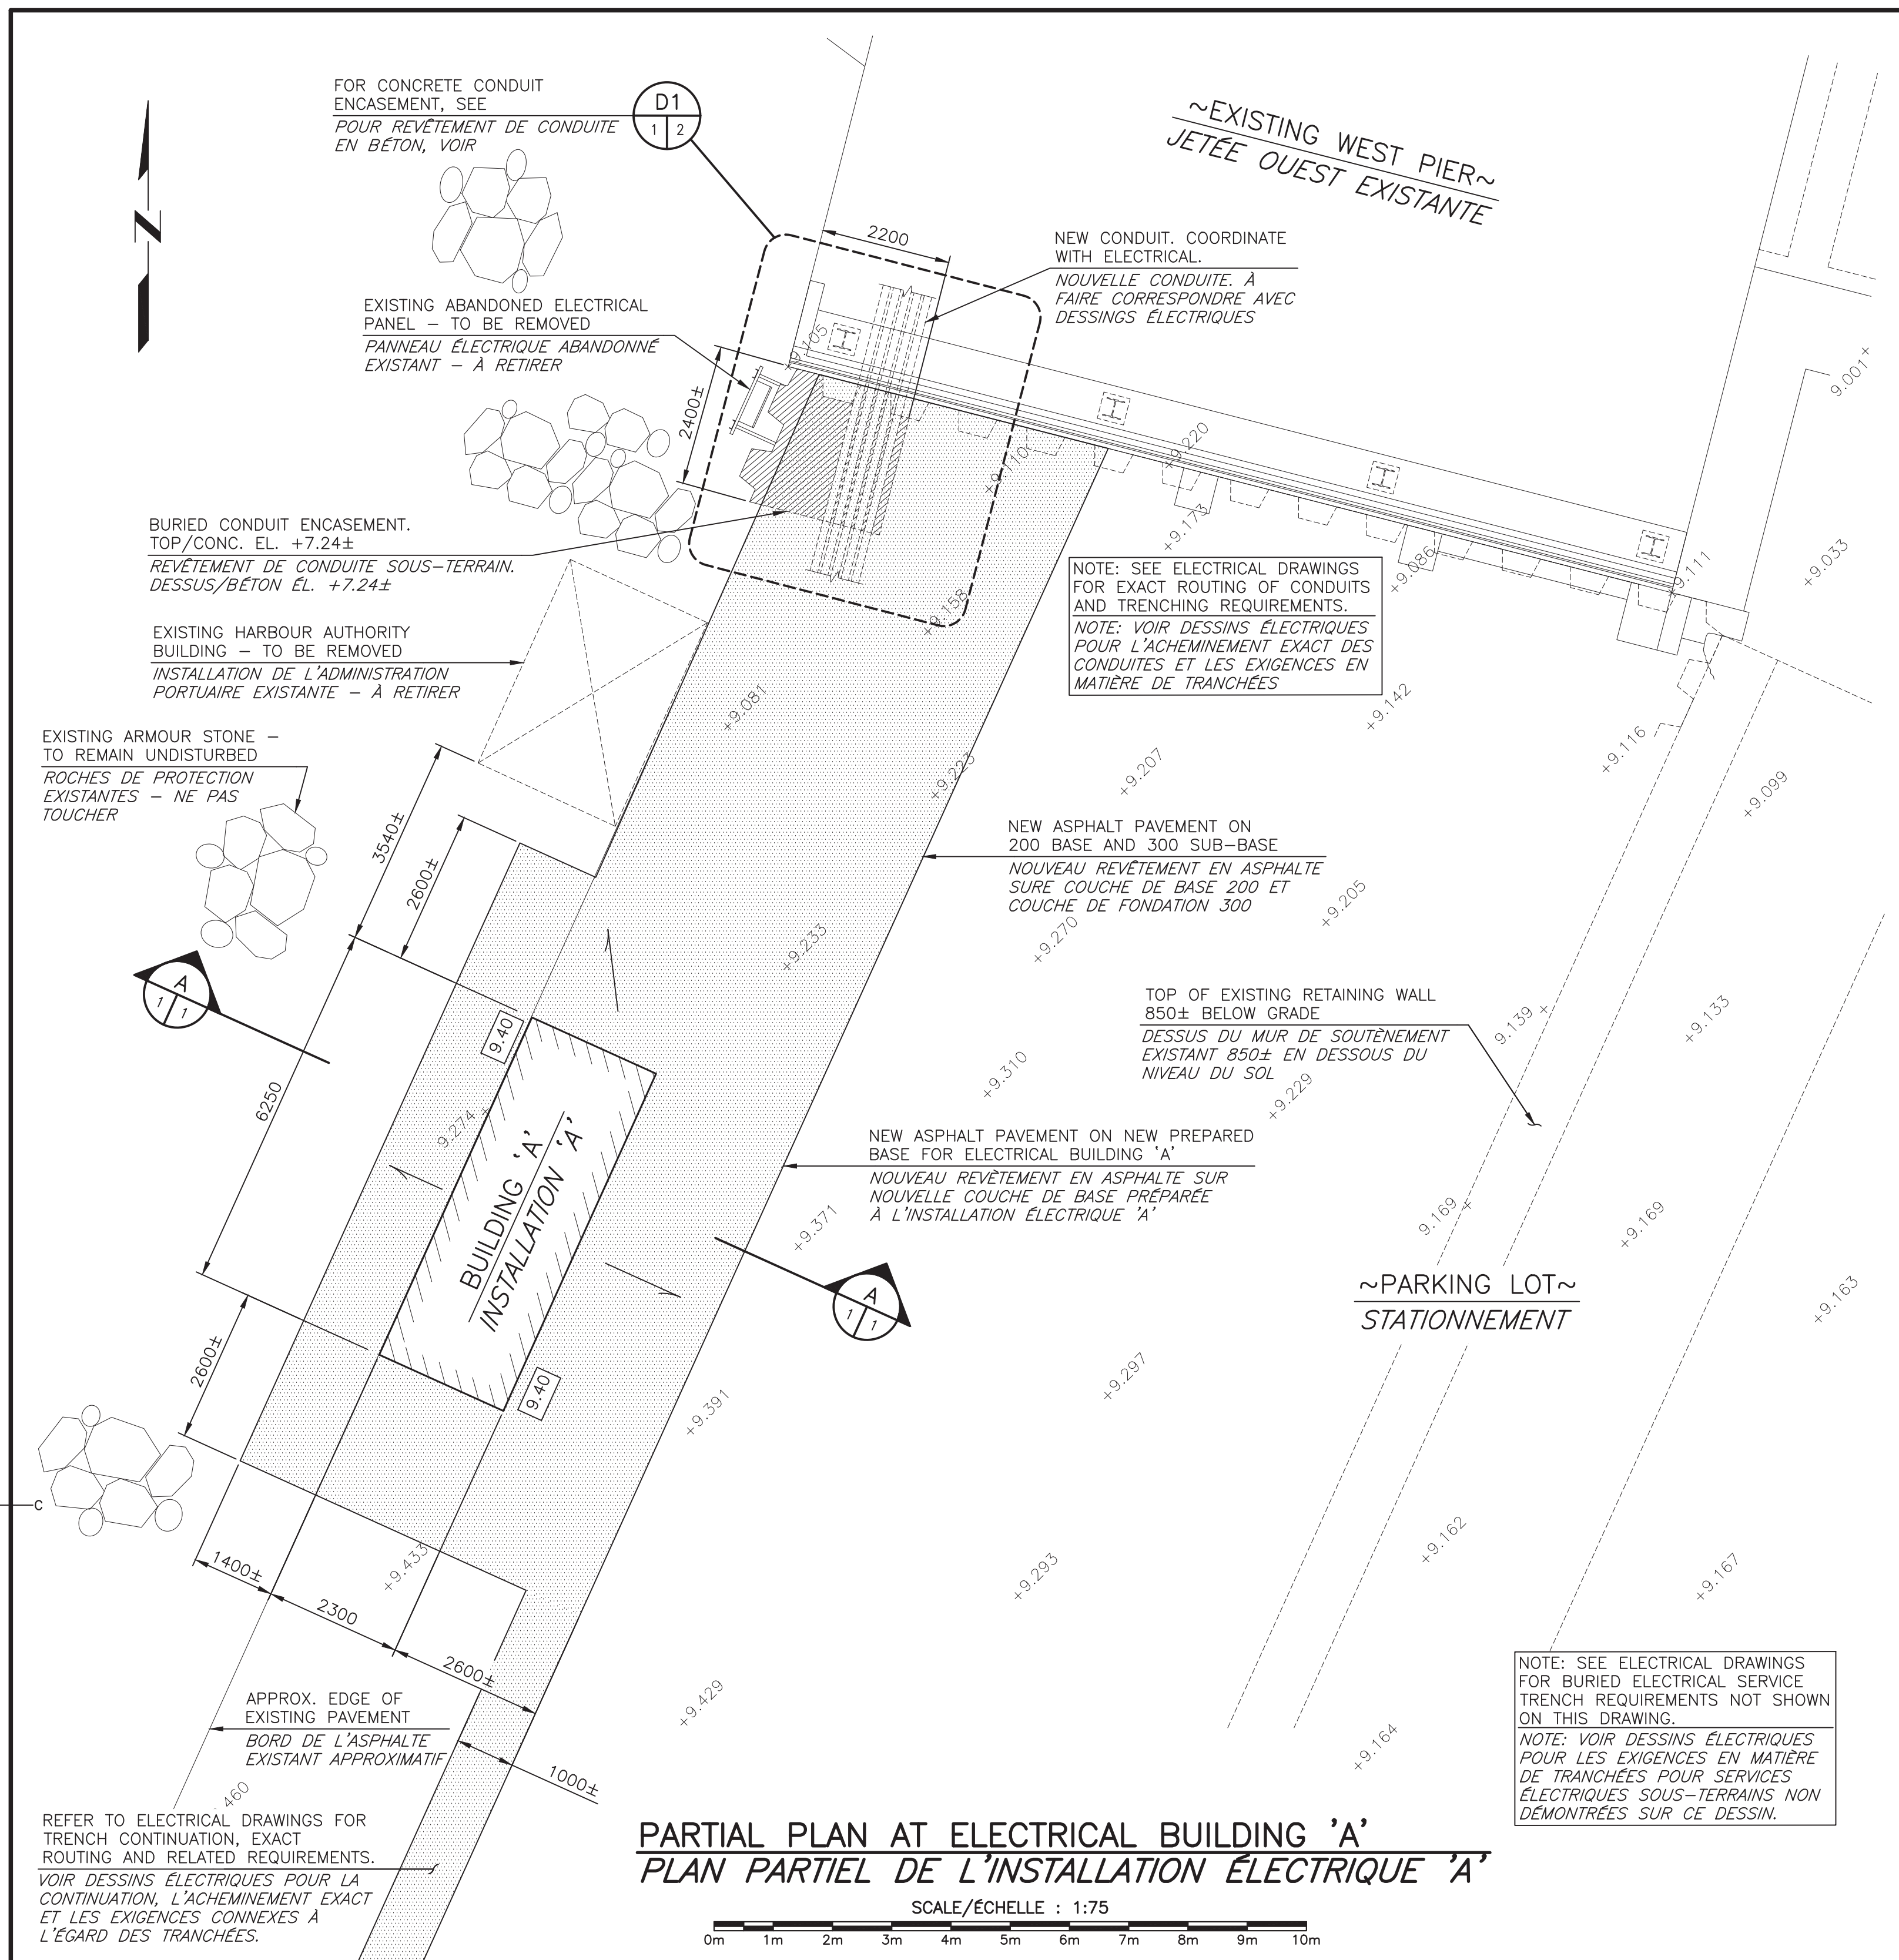 FOR CONCRETE CONDUIT
ENCASEMENT, SEE
POUR REVÊTEMENT DE CONDUITE
EN BÉTON, VOIR
D1
1 2
~EXISTING WEST PIER~
JETÉE OUEST EXISTANTE
N
2200
NEW CONDUIT. COORDINATE
WITH ELECTRICAL.
NOUVELLE CONDUITE. À
FAIRE CORRESPONDRE AVEC
DESSINGS ÉLECTRIQUES
EXISTING ABANDONED ELECTRICAL
PANEL – TO BE REMOVED
PANNEAU ÉLECTRIQUE ABANDONNÉ
EXISTANT – À RETIRER
9.105
2400±
9.001+
+9.220
+9.110
+9.173
+9.086
9.111
+9.033
BURIED CONDUIT ENCASEMENT.
TOP/CONC. EL. +7.24±
REVÊTEMENT DE CONDUITE SOUS–TERRAIN.
DESSUS/BÉTON ÉL. +7.24±
NOTE: SEE ELECTRICAL DRAWINGS
FOR EXACT ROUTING OF CONDUITS
AND TRENCHING REQUIREMENTS.
NOTE: VOIR DESSINS ÉLECTRIQUES
POUR L'ACHEMINEMENT EXACT DES
CONDUITES ET LES EXIGENCES EN
MATIÈRE DE TRANCHÉES
+9.158
EXISTING HARBOUR AUTHORITY
BUILDING – TO BE REMOVED
INSTALLATION DE L'ADMINISTRATION
PORTUAIRE EXISTANTE – À RETIRER
+9.081
+9.142
+9.116
EXISTING ARMOUR STONE –
TO REMAIN UNDISTURBED
ROCHES DE PROTECTION
EXISTANTES – NE PAS
TOUCHER
+9.223
+9.207
+9.099
3540±
2600±
NEW ASPHALT PAVEMENT ON
200 BASE AND 300 SUB–BASE
NOUVEAU REVÊTEMENT EN ASPHALTE
SURE COUCHE DE BASE 200 ET
COUCHE DE FONDATION 300
+9.205
+9.270
+9.233
A
1 1
9.40
TOP OF EXISTING RETAINING WALL
850± BELOW GRADE
DESSUS DU MUR DE SOUTÈNEMENT
EXISTANT 850± EN DESSOUS DU
NIVEAU DU SOL
9.139 +
+9.133
+9.310
+9.229
6250
9.274 +
BUILDING 'A'
INSTALLATION 'A'
NEW ASPHALT PAVEMENT ON NEW PREPARED
BASE FOR ELECTRICAL BUILDING 'A'
NOUVEAU REVÈTEMENT EN ASPHALTE SUR
NOUVELLE COUCHE DE BASE PRÉPARÉE
À L'INSTALLATION ÉLECTRIQUE 'A'
+9.371
9.169 +
+9.169
A
1 1
~PARKING LOT~
STATIONNEMENT
+9.163
2600±
9.40
+9.391
+9.297
C
+9.433
1400±
2300
2600±
+9.293
+9.162
+9.167
APPROX. EDGE OF
EXISTING PAVEMENT
BORD DE L'ASPHALTE
EXISTANT APPROXIMATIF
+9.429
1000±
+9.164
NOTE: SEE ELECTRICAL DRAWINGS
FOR BURIED ELECTRICAL SERVICE
TRENCH REQUIREMENTS NOT SHOWN
ON THIS DRAWING.
NOTE: VOIR DESSINS ÉLECTRIQUES
POUR LES EXIGENCES EN MATIÈRE
DE TRANCHÉES POUR SERVICES
ÉLECTRIQUES SOUS–TERRAINS NON
DÉMONTRÉES SUR CE DESSIN.
460
REFER TO ELECTRICAL DRAWINGS FOR
TRENCH CONTINUATION, EXACT
ROUTING AND RELATED REQUIREMENTS.
VOIR DESSINS ÉLECTRIQUES POUR LA
CONTINUATION, L'ACHEMINEMENT EXACT
ET LES EXIGENCES CONNEXES À
L'ÉGARD DES TRANCHÉES.
PARTIAL PLAN AT ELECTRICAL BUILDING 'A'
PLAN PARTIEL DE L'INSTALLATION ÉLECTRIQUE 'A'
SCALE/ÉCHELLE : 1:75
0m 1m 2m 3m 4m 5m 6m 7m 8m 9m 10m